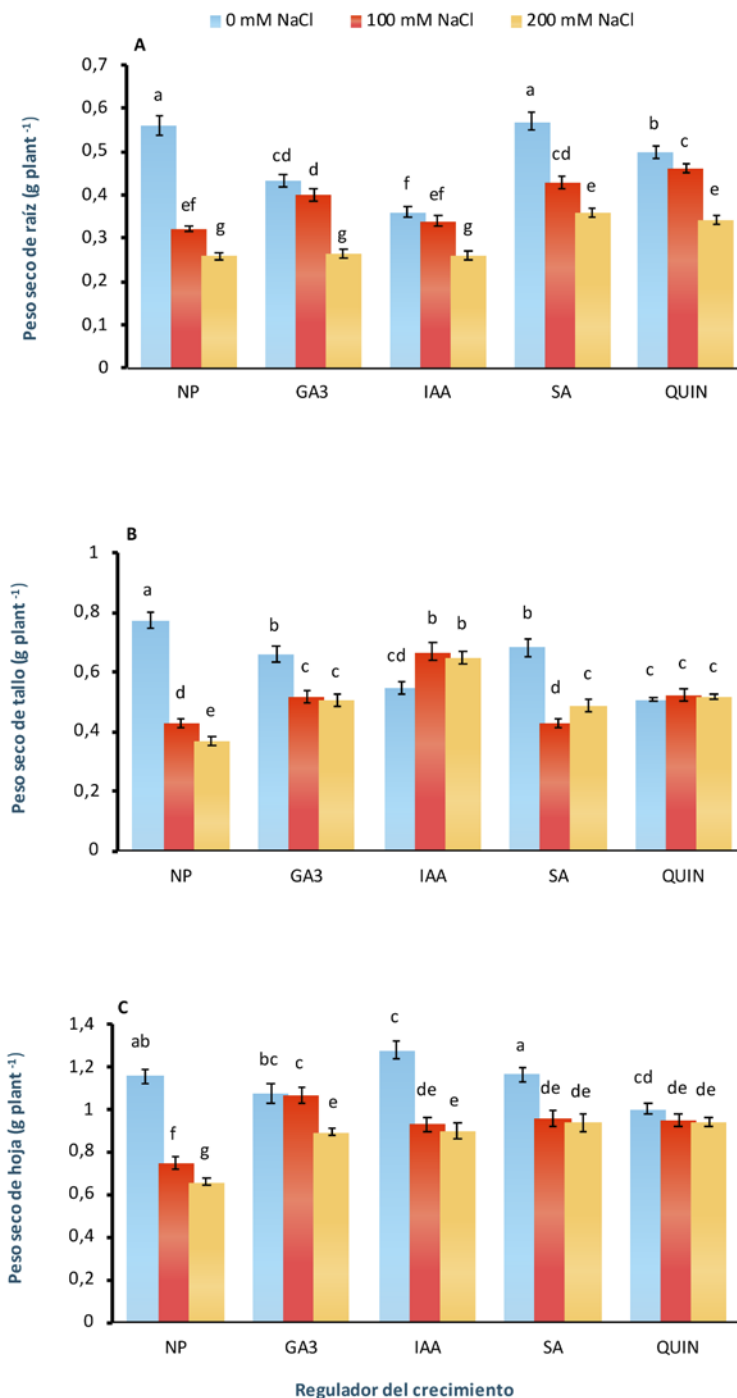 0 mM NaCl 100 mM NaCl 200 mM NaCl
A
Peso seco de raíz (g plant -1)
0,7
0,6
0,5
0,4
0,3
0,2
0,1
0
a ef g cd d g f ef g a cd e b c e
NP GA3 IAA SA QUIN
B
Peso seco de tallo (g plant -1)
1
0,8
0,6
0,4
0,2
0
a d e b c c cd b b b d c c c c
NP GA3 IAA SA QUIN
C
Peso seco de hoja (g plant -1)
1,4
1,2
1
0,8
0,6
0,4
0,2
0
ab f g bc c e c de e a de de cd de de
NP GA3 IAA SA QUIN
Regulador del crecimiento